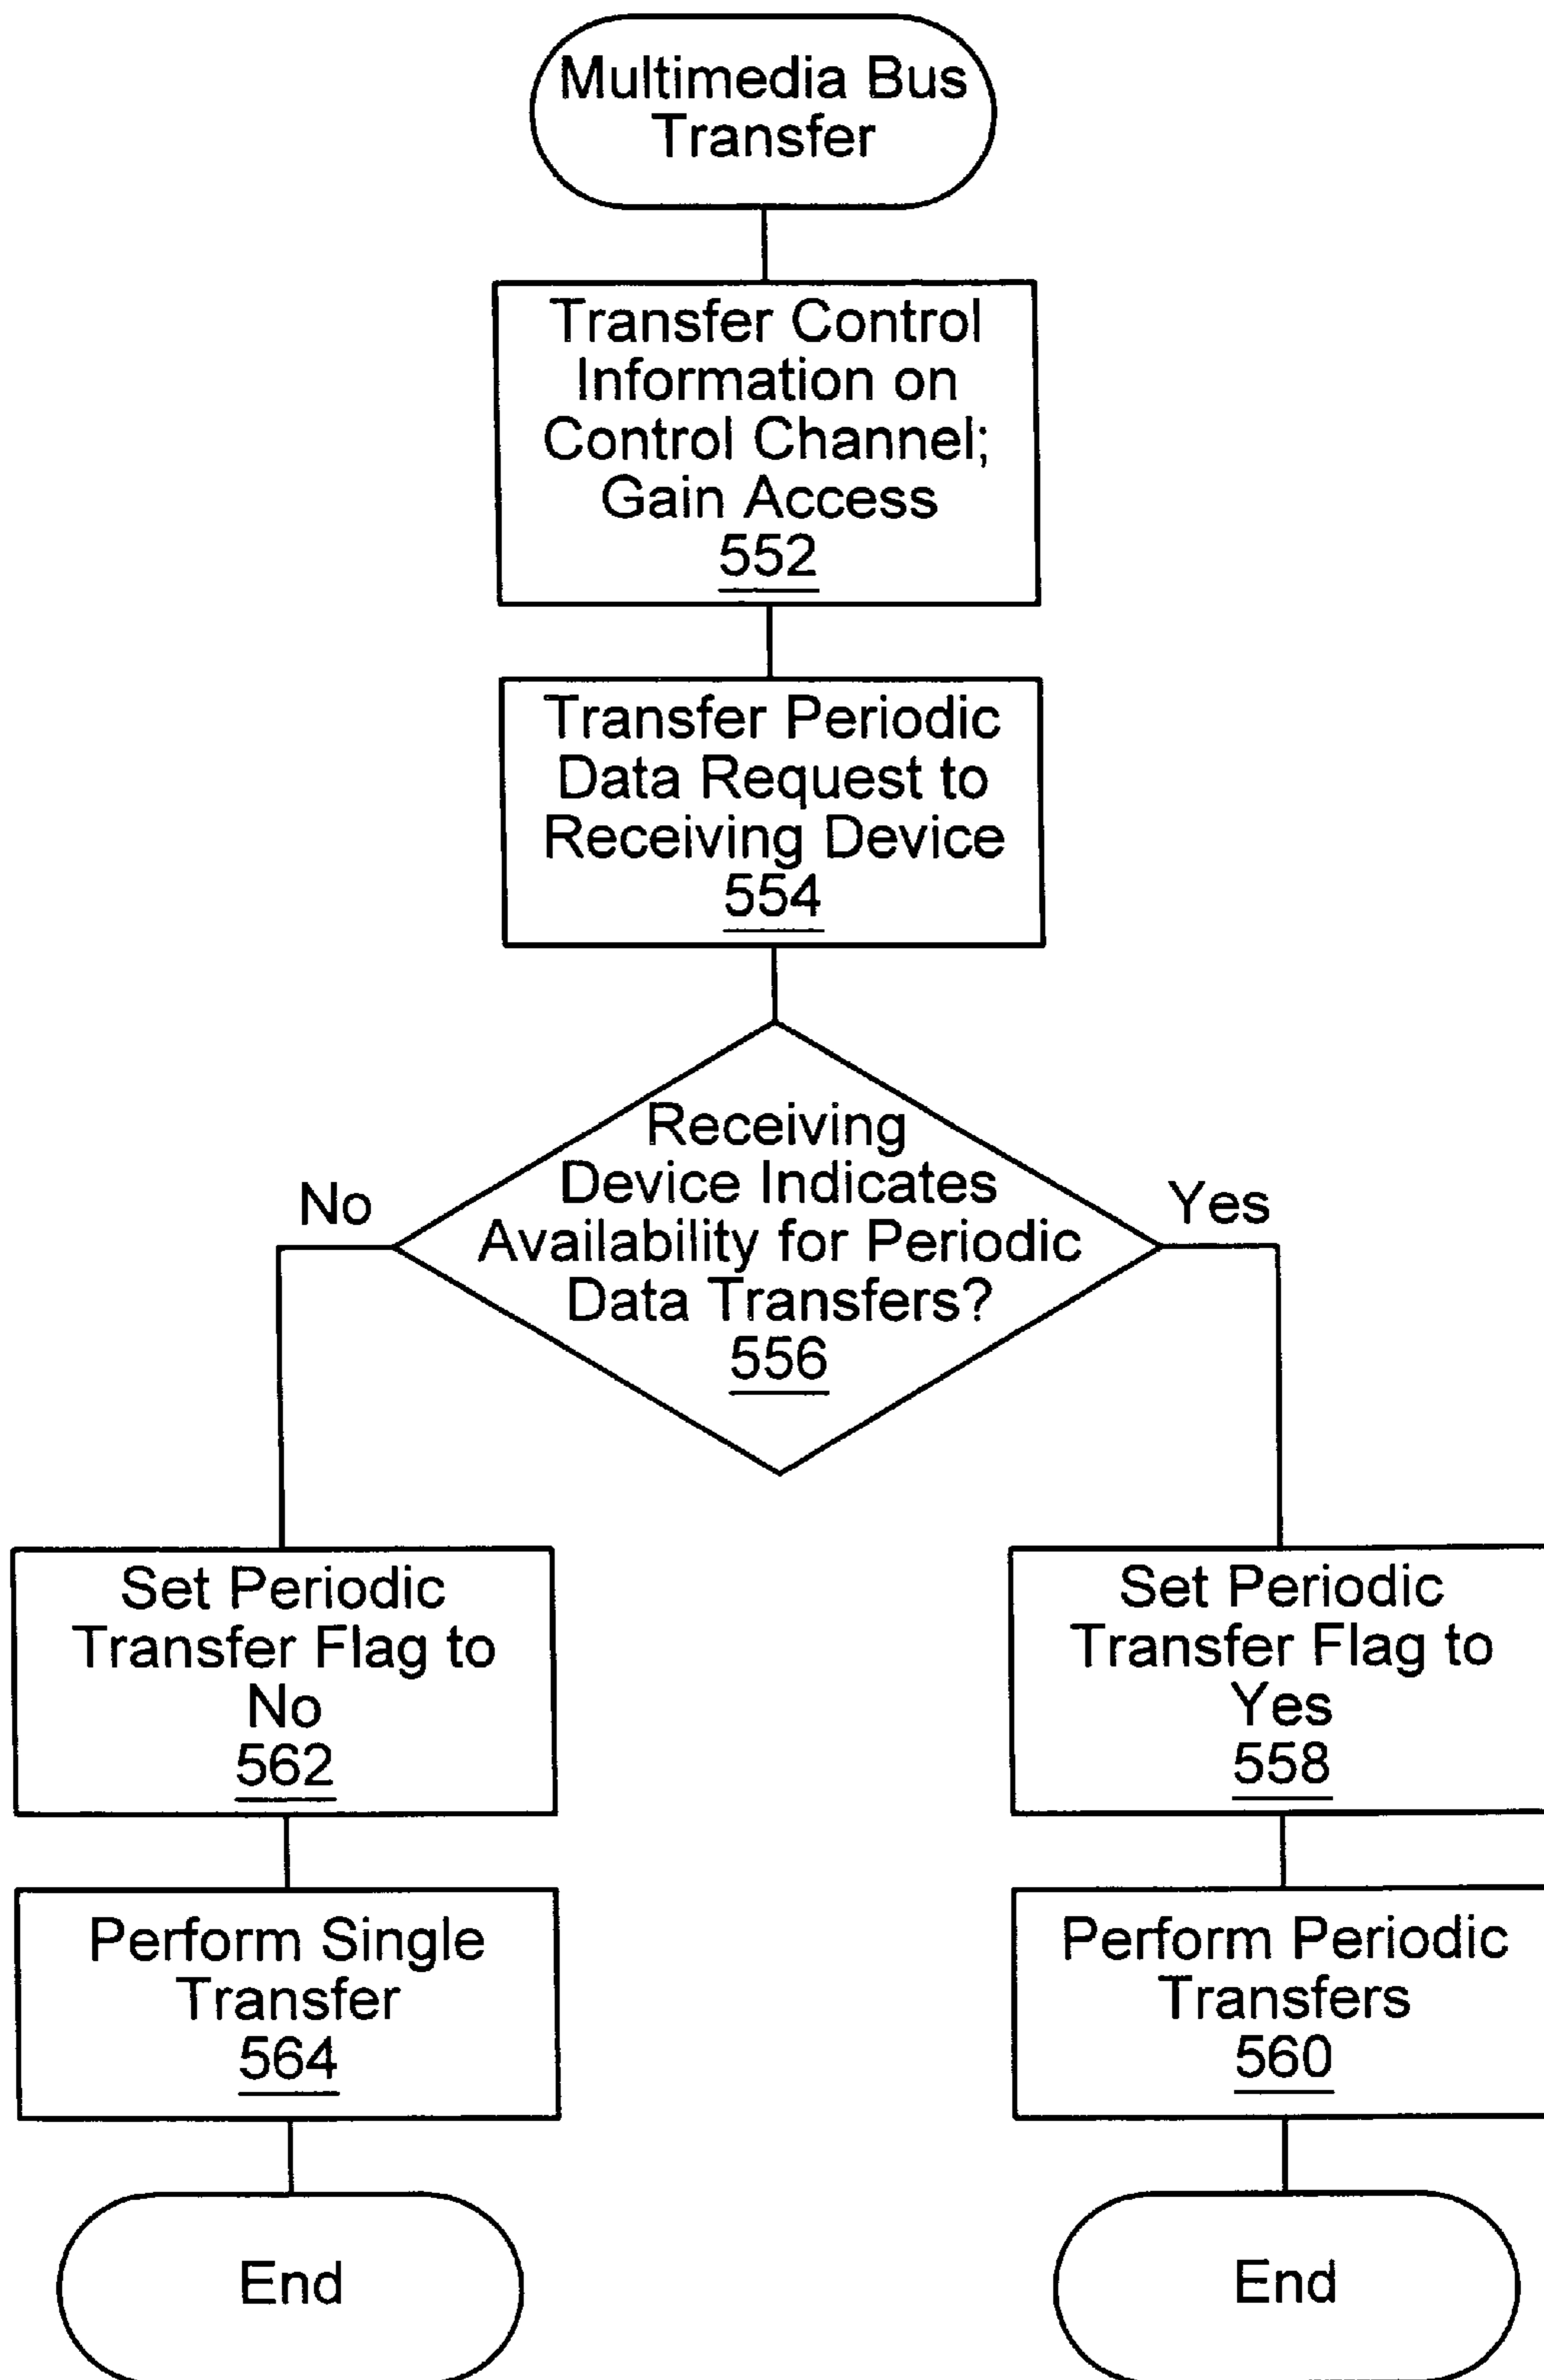 Multimedia Bus
Transfer
Transfer Control
Information on
Control Channel;
Gain Access
552
Transfer Periodic
Data Request to
Receiving Device
554
Receiving
Device Indicates
Availability for Periodic
Data Transfers?
556
No
Yes
Set Periodic
Transfer Flag to
No
562
Set Periodic
Transfer Flag to
Yes
558
Perform Single
Transfer
564
Perform Periodic
Transfers
560
End
End